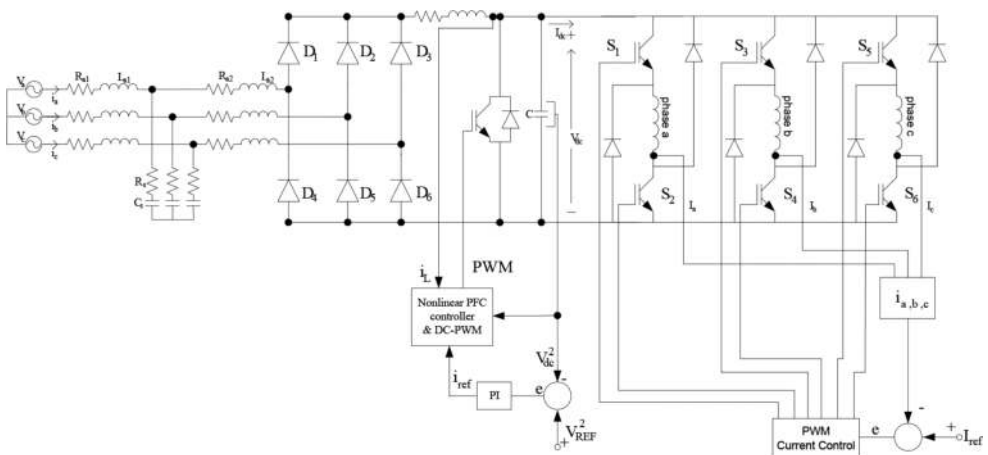 D1 D2 D3
Idc +
S1 S3 S5
Va Ra1 La1 Ra2 La2
ia
Vb
ib
Vc
ic
C
Vdc
phase a
phase b
phase c
Ra
Ca
D4 D5 D6
−
S2 S4 S6
Ia Ib Ic
iL
PWM
Nonlinear PFC
controller
& DC-PWM
ia,b,c
V²dc
iref
PI
e
-
V²REF
+
PWM
Current Control
e
-
+
Iref